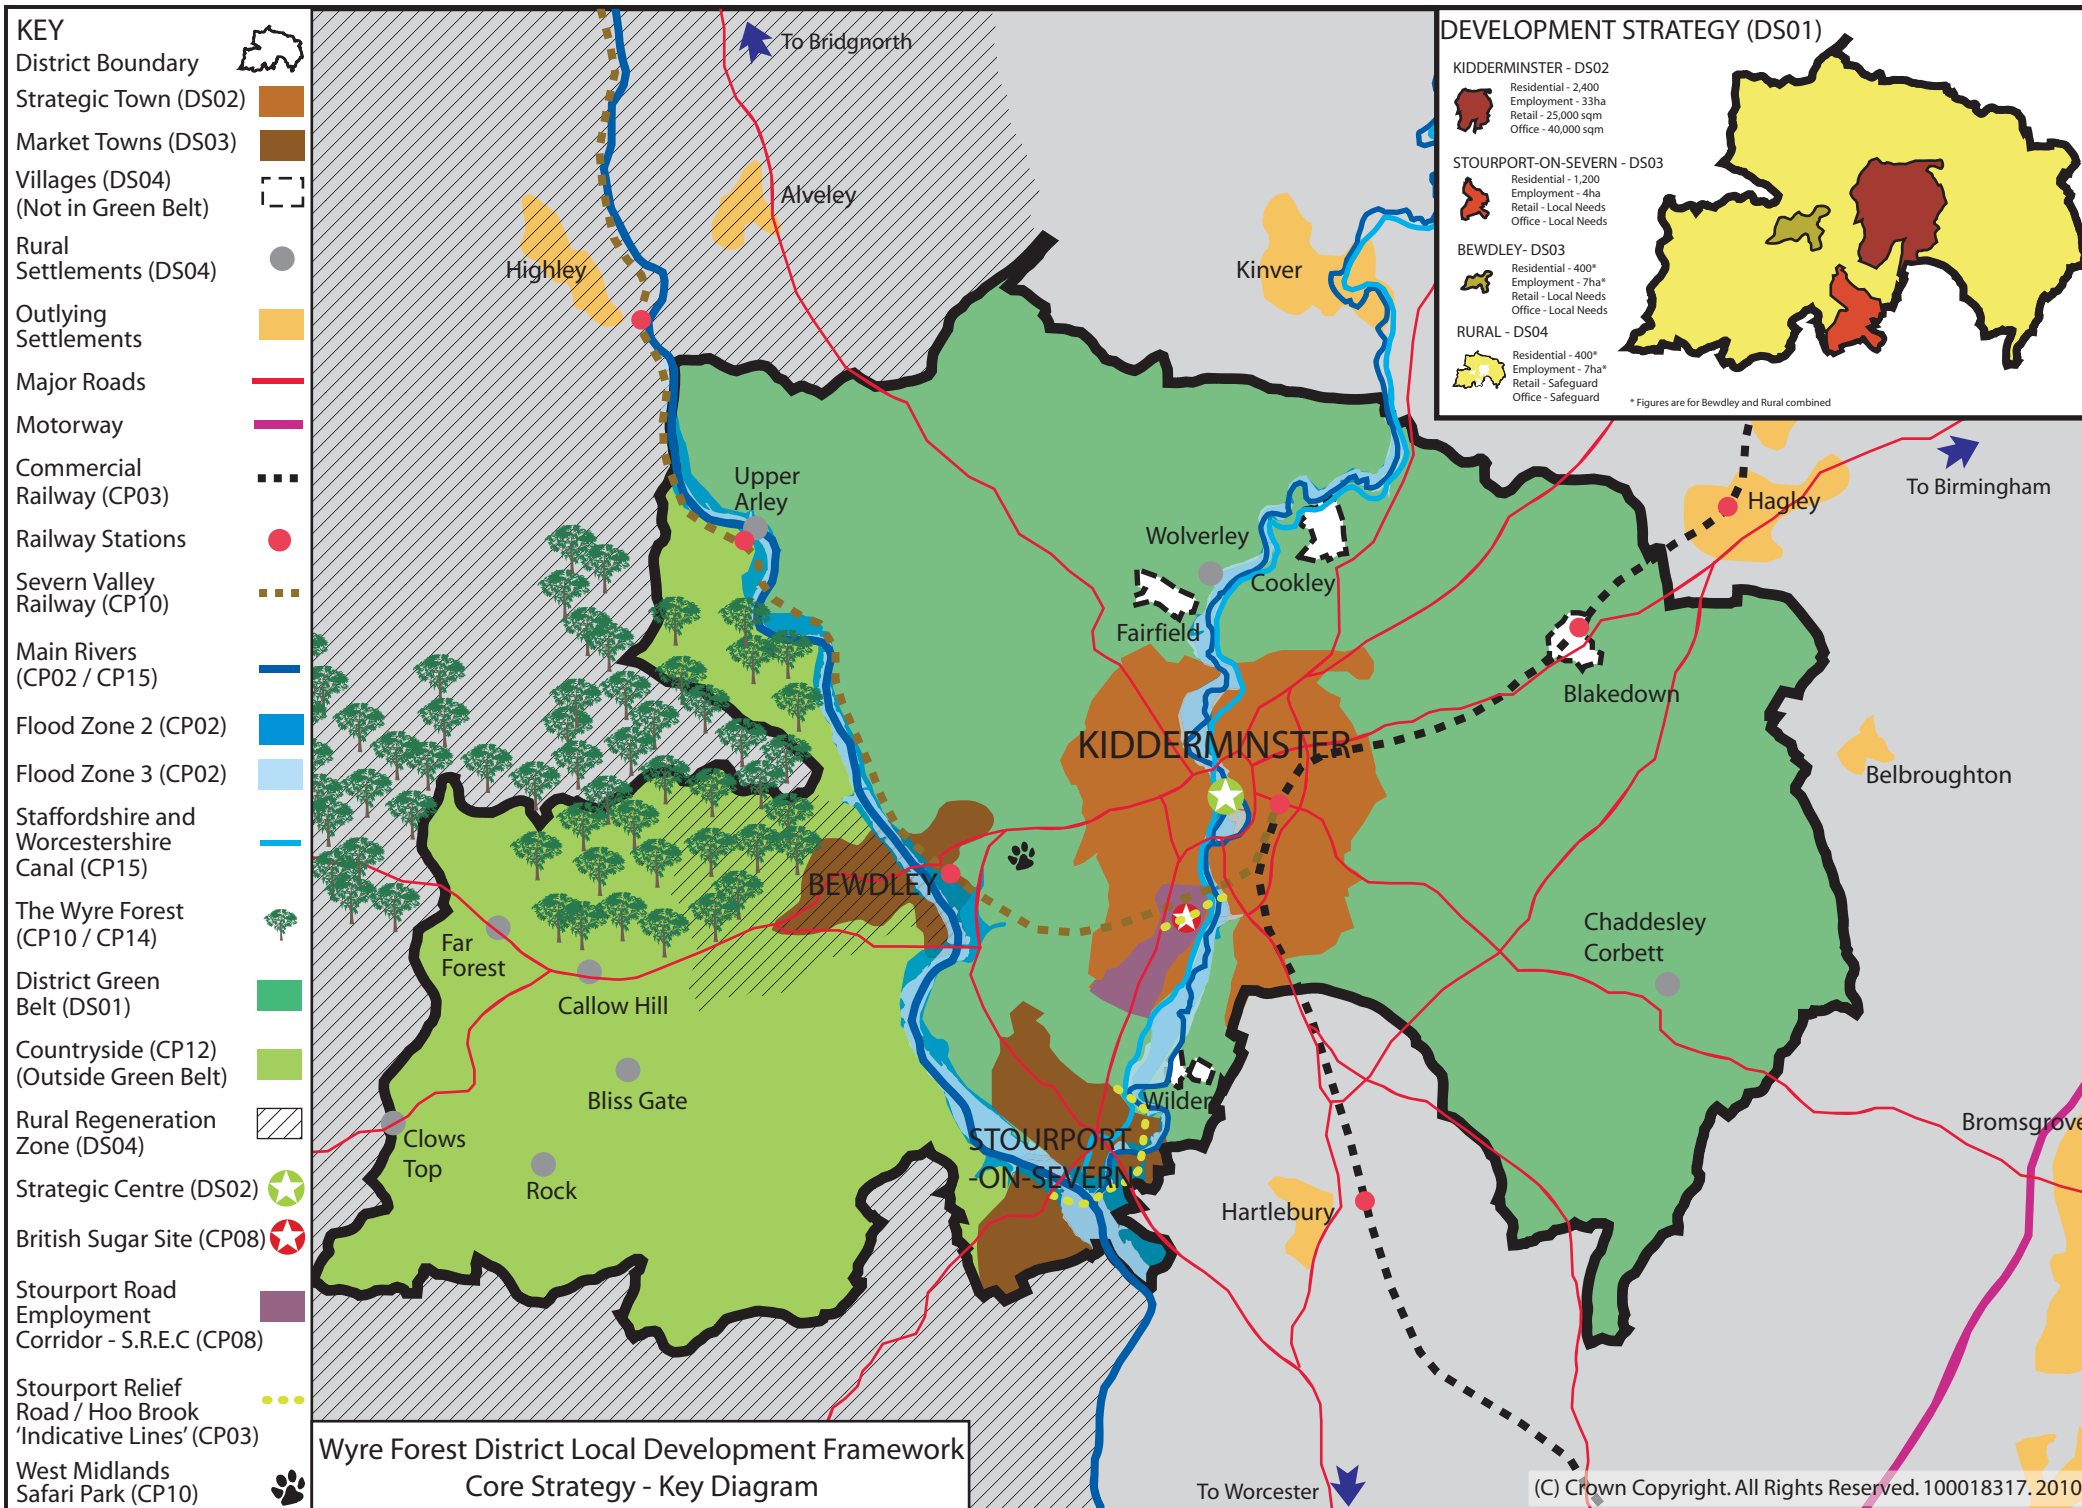 KEY
District Boundary
Strategic Town (DS02)
Market Towns (DS03)
Villages (DS04)
(Not in Green Belt)
Rural
Settlements (DS04)
Outlying
Settlements
Major Roads
Motorway
Commercial
Railway (CP03)
Railway Stations
Severn Valley
Railway (CP10)
Main Rivers
(CP02 / CP15)
Flood Zone 2 (CP02)
Flood Zone 3 (CP02)
Staffordshire and
Worcestershire
Canal (CP15)
The Wyre Forest
(CP10 / CP14)
District Green
Belt (DS01)
Countryside (CP12)
(Outside Green Belt)
Rural Regeneration
Zone (DS04)
Strategic Centre (DS02)
British Sugar Site (CP08)
Stourport Road
Employment
Corridor - S.R.E.C (CP08)
Stourport Relief
Road / Hoo Brook
'Indicative Lines' (CP03)
West Midlands
Safari Park (CP10)
To Bridgnorth
Alveley
Highley
Kinver
Upper
Arley
Wolverley
Cookley
Fairfield
Hagley
To Birmingham
Blakedown
KIDDERMINSTER
Belbroughton
BEWDLEY
Far
Forest
Callow Hill
Chaddesley
Corbett
Bliss Gate
Wilden
Clows
Top
Rock
STOURPORT
-ON-SEVERN
Hartlebury
Bromsgrove
To Worcester
DEVELOPMENT STRATEGY (DS01)
KIDDERMINSTER - DS02
Residential - 2,400
Employment - 33ha
Retail - 25,000 sqm
Office - 40,000 sqm
STOURPORT-ON-SEVERN - DS03
Residential - 1,200
Employment - 4ha
Retail - Local Needs
Office - Local Needs
BEWDLEY- DS03
Residential - 400*
Employment - 7ha*
Retail - Local Needs
Office - Local Needs
RURAL - DS04
Residential - 400*
Employment - 7ha*
Retail - Safeguard
Office - Safeguard
* Figures are for Bewdley and Rural combined
Wyre Forest District Local Development Framework
Core Strategy - Key Diagram
(C) Crown Copyright. All Rights Reserved. 100018317. 2010